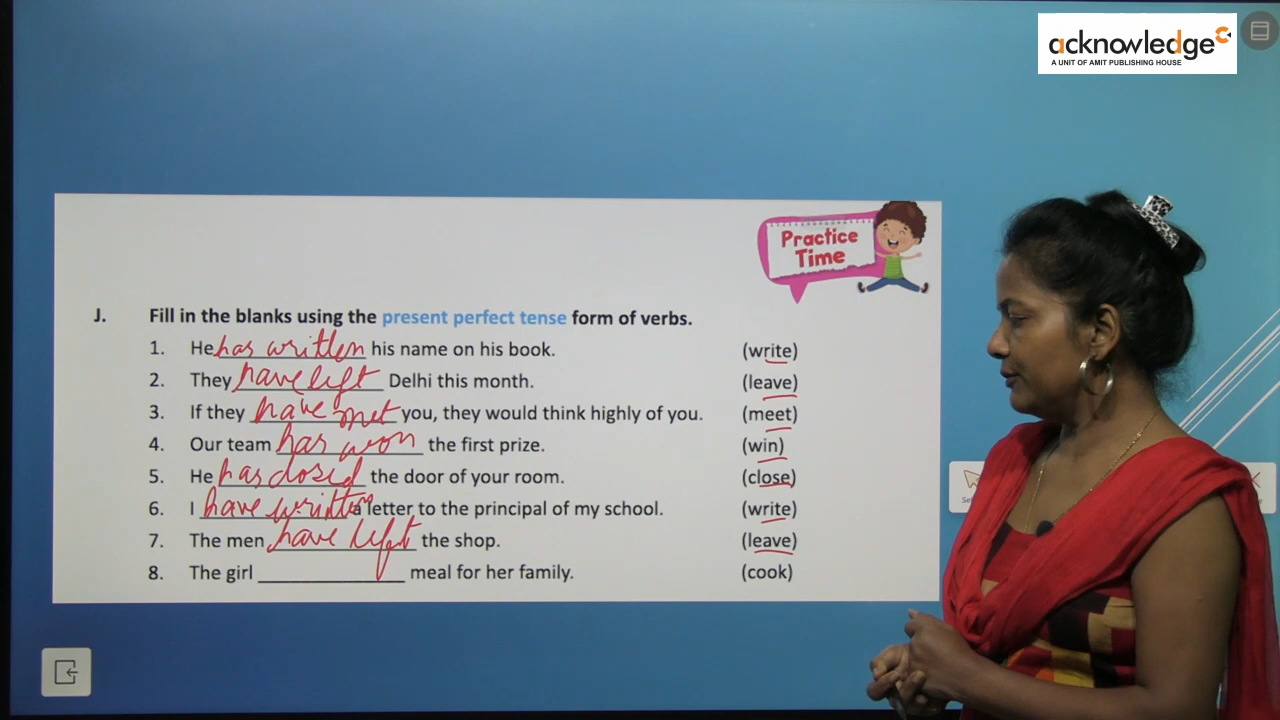 acknowledge
A UNIT OF AMIT PUBLISHING HOUSE
Practice
Time
J. Fill in the blanks using the present perfect tense form of verbs.
1. He has written his name on his book. (write)
2. They have left Delhi this month. (leave)
3. If they have met you, they would think highly of you. (meet)
4. Our team has won the first prize. (win)
5. He has closed the door of your room. (close)
6. I have written a letter to the principal of my school. (write)
7. The men have left the shop. (leave)
8. The girl ______________ meal for her family. (cook)